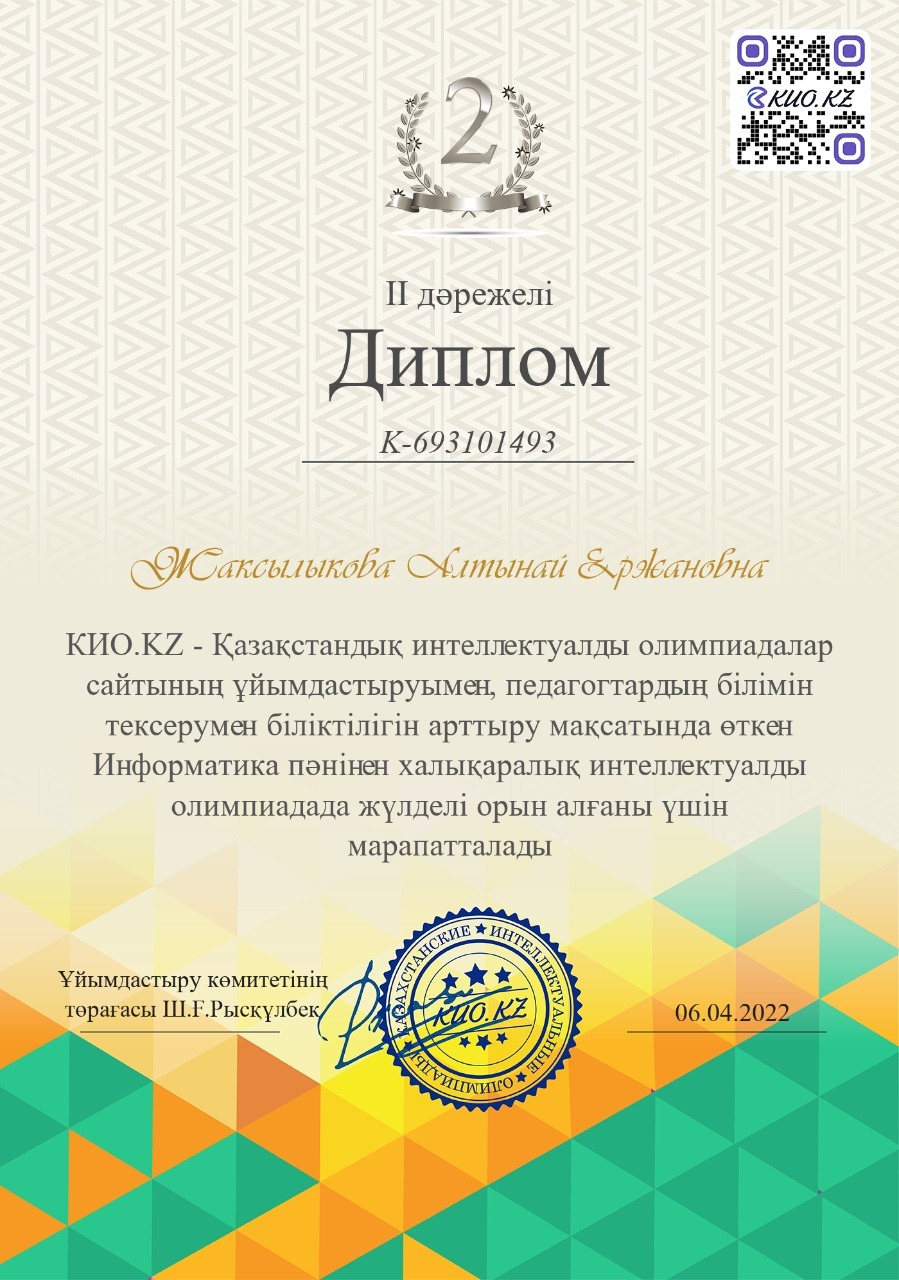 КИО.KZ
2
II дәрежелі
Диплом
K-693101493
Жаксылыкова Алтынай Ержановна
КИО.KZ - Қазақстандық интеллектуалды олимпиадалар
сайтының ұйымдастыруымен, педагогтардың білімін
тексерумен біліктілігін арттыру мақсатында өткен
Информатика пәнінен халықаралық интеллектуалды
олимпиадада жүлделі орын алғаны үшін
марапатталады
Ұйымдастыру комитетінің
төрағасы Ш.Ғ.Рысқүлбек
КАЗАХСТАНСКИЕ ★ ИНТЕЛЛЕКТУАЛЬНЫЕ ★ ОЛИМПИАДЫ ★
КИО.KZ
06.04.2022